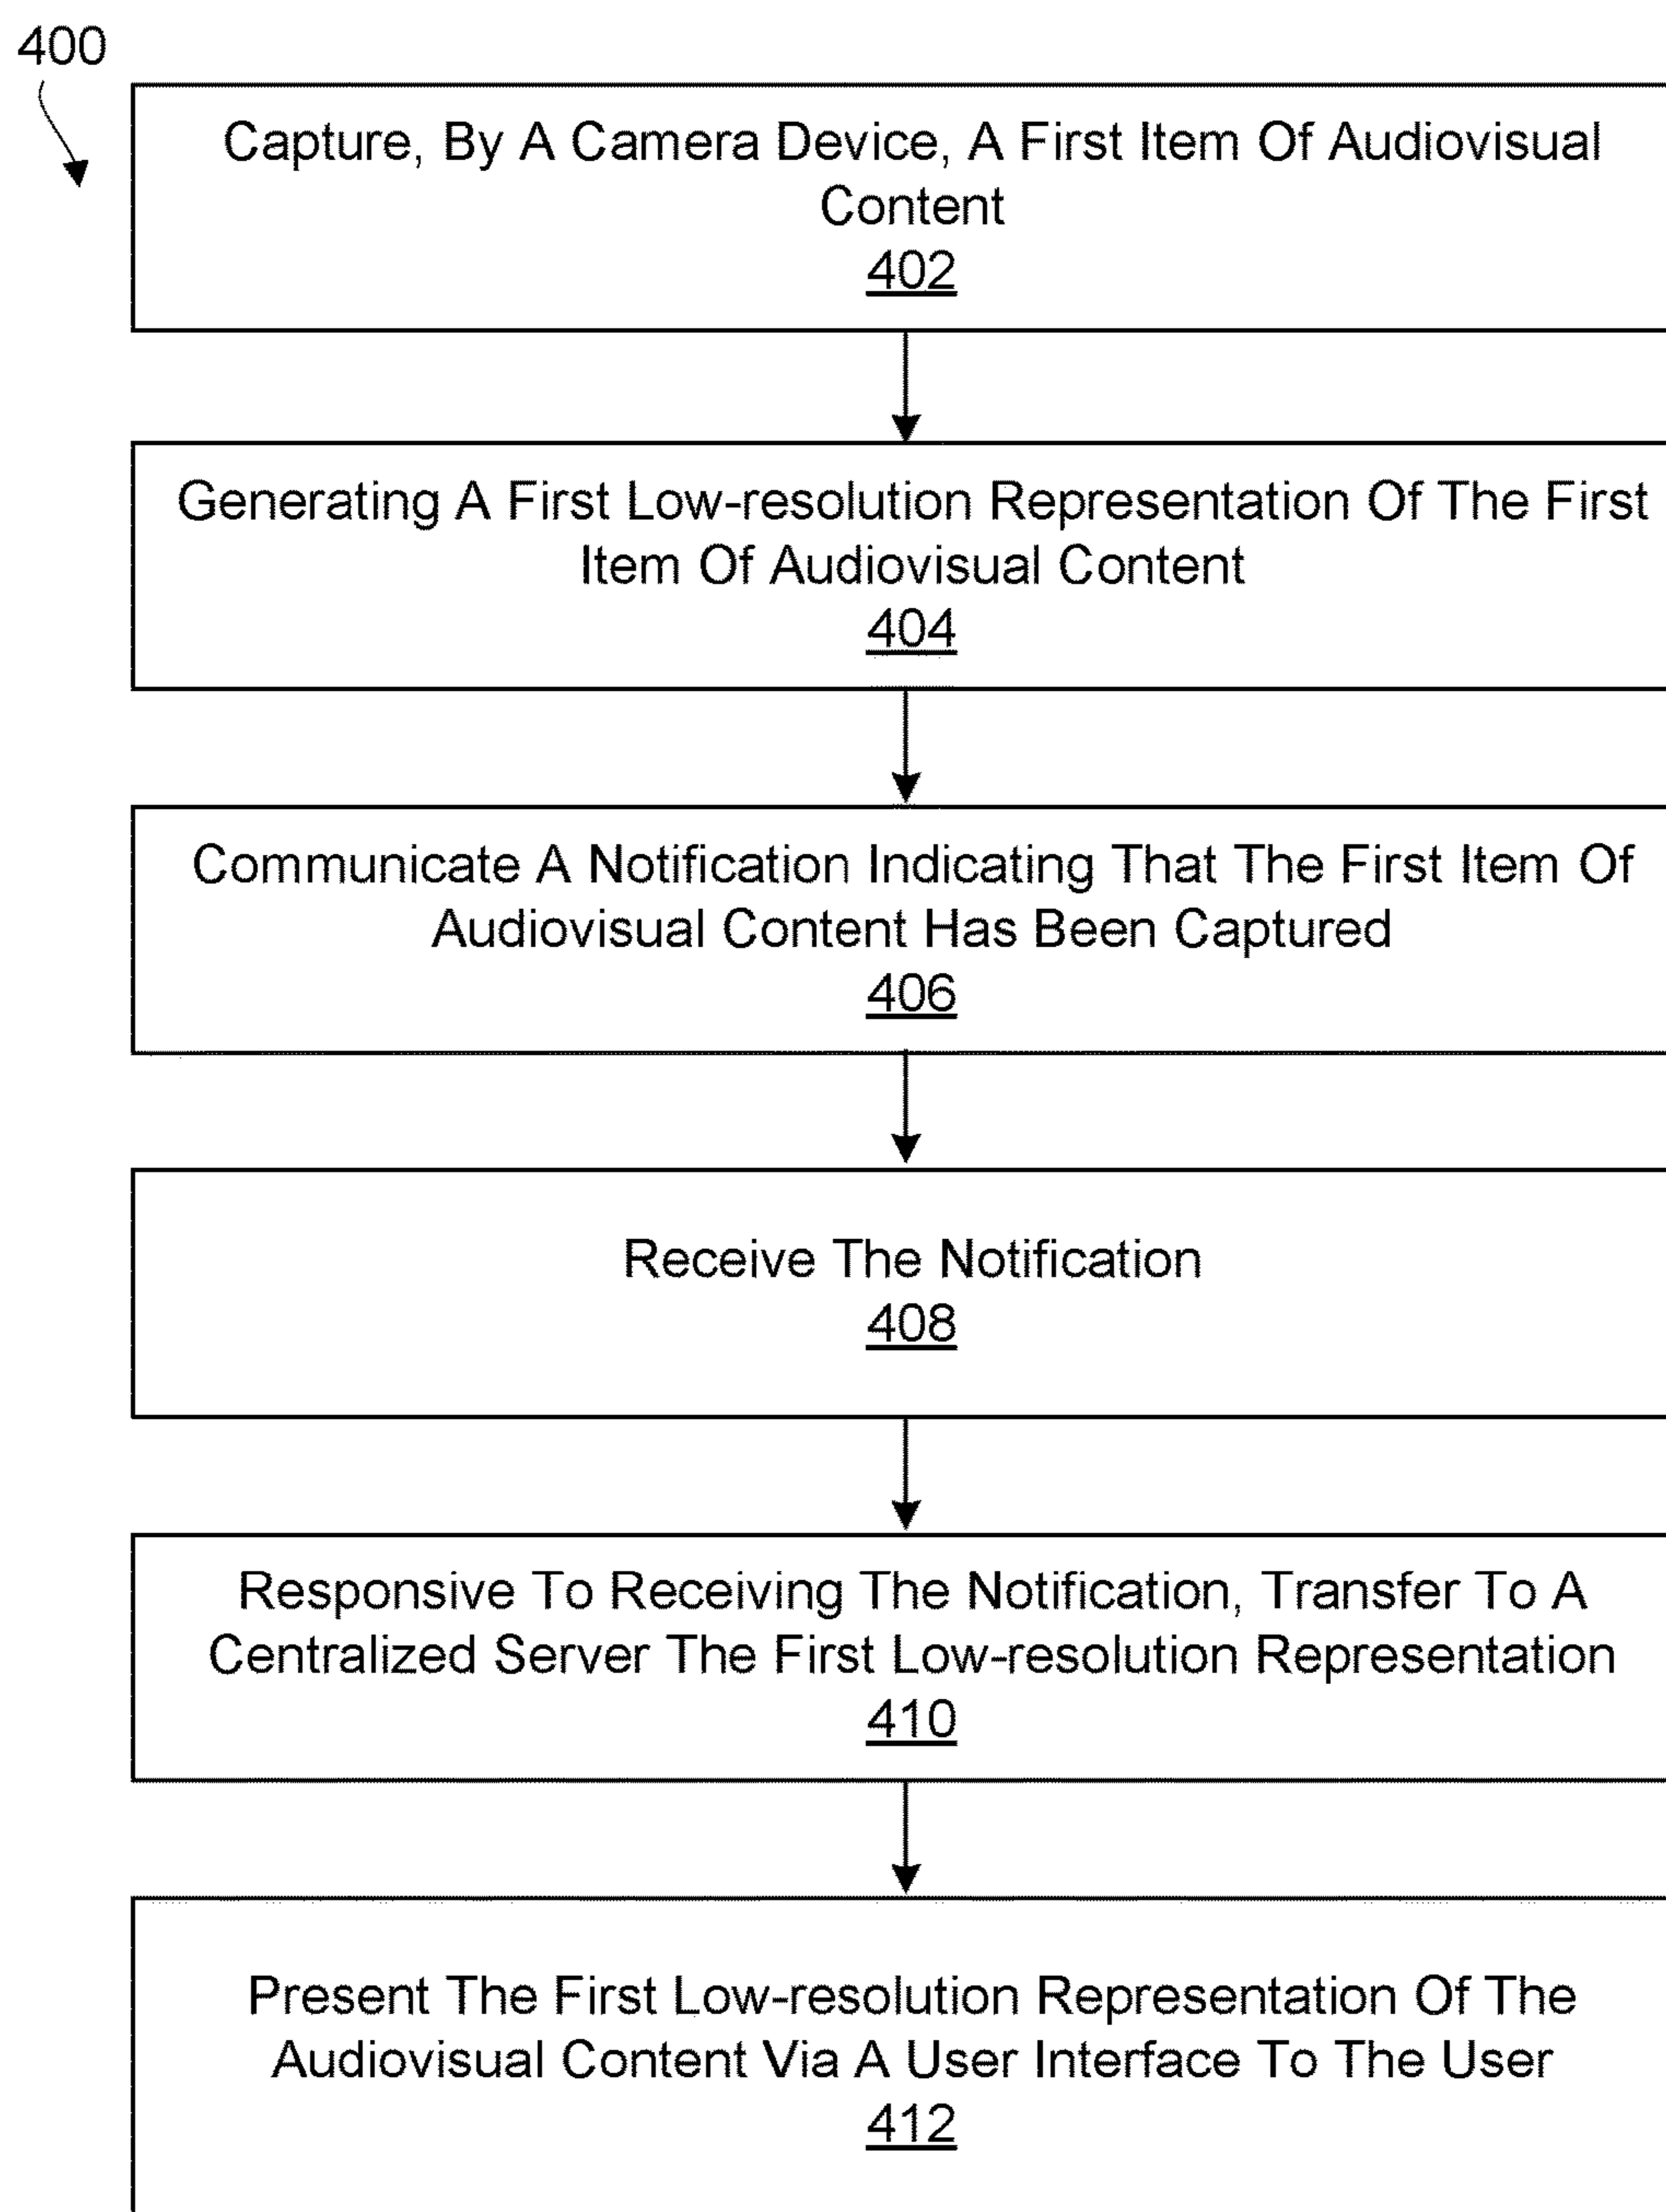 400
Capture, By A Camera Device, A First Item Of Audiovisual
Content
402
Generating A First Low-resolution Representation Of The First
Item Of Audiovisual Content
404
Communicate A Notification Indicating That The First Item Of
Audiovisual Content Has Been Captured
406
Receive The Notification
408
Responsive To Receiving The Notification, Transfer To A
Centralized Server The First Low-resolution Representation
410
Present The First Low-resolution Representation Of The
Audiovisual Content Via A User Interface To The User
412